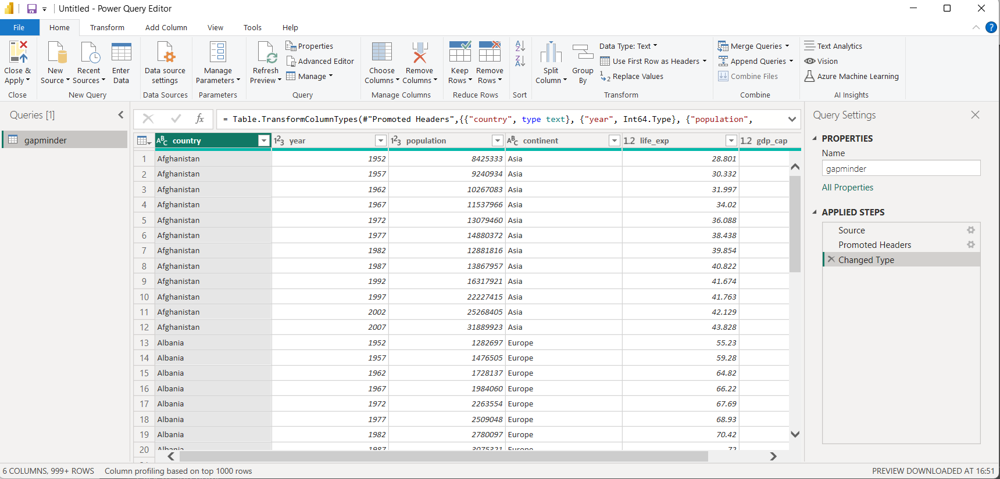 Untitled - Power Query Editor
File Home Transform Add Column View Tools Help
Close & Apply
New Source
Recent Sources
Enter Data
Data source settings
Manage Parameters
Refresh Preview
Properties
Advanced Editor
Manage
Choose Columns
Remove Columns
Keep Rows
Remove Rows
Split Column
Group By
Data Type: Text
Use First Row as Headers
Replace Values
Merge Queries
Append Queries
Combine Files
Text Analytics
Vision
Azure Machine Learning
Close New Query Data Sources Parameters Query Manage Columns Reduce Rows Sort Transform Combine AI Insights
Queries [1]
gapminder
fx = Table.TransformColumnTypes(#"Promoted Headers",{{"country", type text}, {"year", Int64.Type}, {"population",
ABC country 123 year 123 population ABC continent 1.2 life_exp 1.2 gdp_cap
1 Afghanistan 1952 8425333 Asia 28.801
2 Afghanistan 1957 9240934 Asia 30.332
3 Afghanistan 1962 10267083 Asia 31.997
4 Afghanistan 1967 11537966 Asia 34.02
5 Afghanistan 1972 13079460 Asia 36.088
6 Afghanistan 1977 14880372 Asia 38.438
7 Afghanistan 1982 12881816 Asia 39.854
8 Afghanistan 1987 13867957 Asia 40.822
9 Afghanistan 1992 16317921 Asia 41.674
10 Afghanistan 1997 22227415 Asia 41.763
11 Afghanistan 2002 25268405 Asia 42.129
12 Afghanistan 2007 31889923 Asia 43.828
13 Albania 1952 1282697 Europe 55.23
14 Albania 1957 1476505 Europe 59.28
15 Albania 1962 1728137 Europe 64.82
16 Albania 1967 1984060 Europe 66.22
17 Albania 1972 2263554 Europe 67.69
18 Albania 1977 2509048 Europe 68.93
19 Albania 1982 2780097 Europe 70.42
20 Albania 1987 3075321 Europe 72
Query Settings
PROPERTIES
Name
gapminder
All Properties
APPLIED STEPS
Source
Promoted Headers
Changed Type
6 COLUMNS, 999+ ROWS Column profiling based on top 1000 rows PREVIEW DOWNLOADED AT 16:51